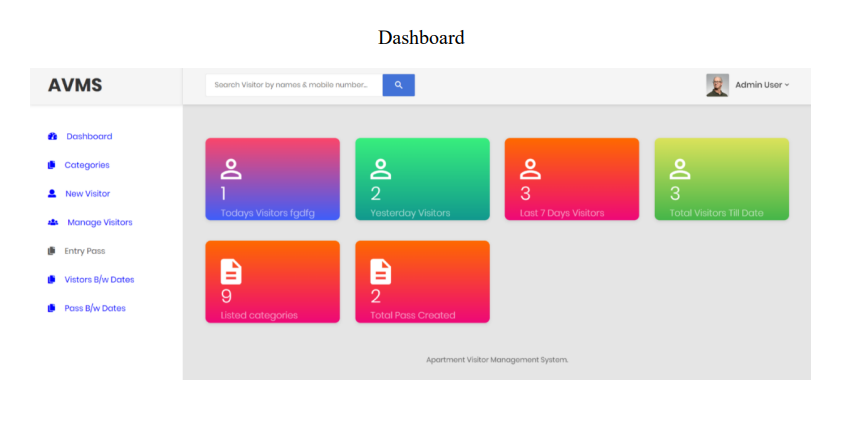 Dashboard
AVMS
Search Visitor by names & mobile number..
Admin User
Dashboard
Categories
New Visitor
Manage Visitors
Entry Pass
Vistors B/w Dates
Pass B/w Dates
1
Todays Visitors fgdfg
2
Yesterday Visitors
3
Last 7 Days Visitors
3
Total Visitors Till Date
9
Listed categories
2
Total Pass Created
Apartment Visitor Management System.